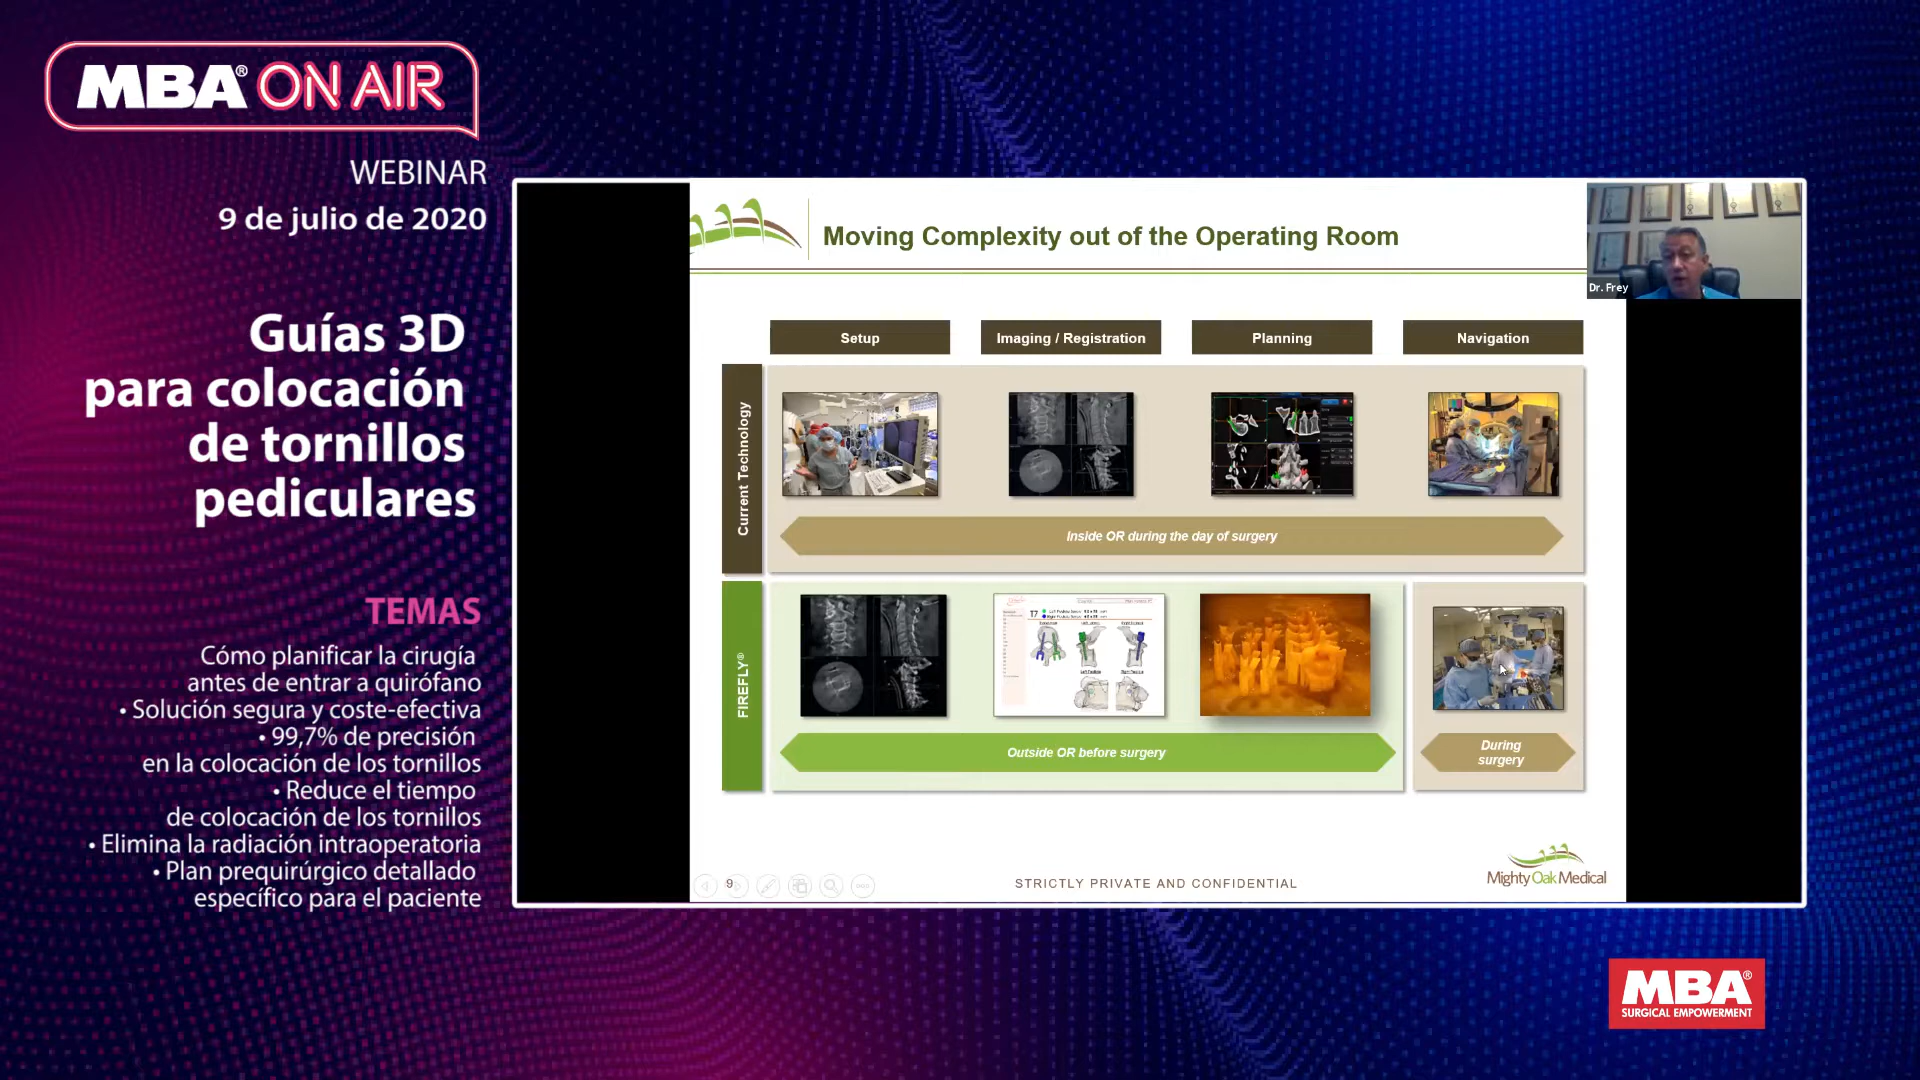 MBA® ON AIR
WEBINAR
9 de julio de 2020
Guías 3D
para colocación
de tornillos
pediculares
TEMAS
Cómo planificar la cirugía
antes de entrar a quirófano
• Solución segura y coste-efectiva
• 99,7% de precisión
en la colocación de los tornillos
• Reduce el tiempo
de colocación de los tornillos
• Elimina la radiación intraoperatoria
• Plan prequirúrgico detallado
específico para el paciente
Moving Complexity out of the Operating Room
Dr. Frey
Setup
Imaging / Registration
Planning
Navigation
Current Technology
Inside OR during the day of surgery
FIREFLY®
17
Outside OR before surgery
During
surgery
9
STRICTLY PRIVATE AND CONFIDENTIAL
Mighty Oak Medical
MBA®
SURGICAL EMPOWERMENT